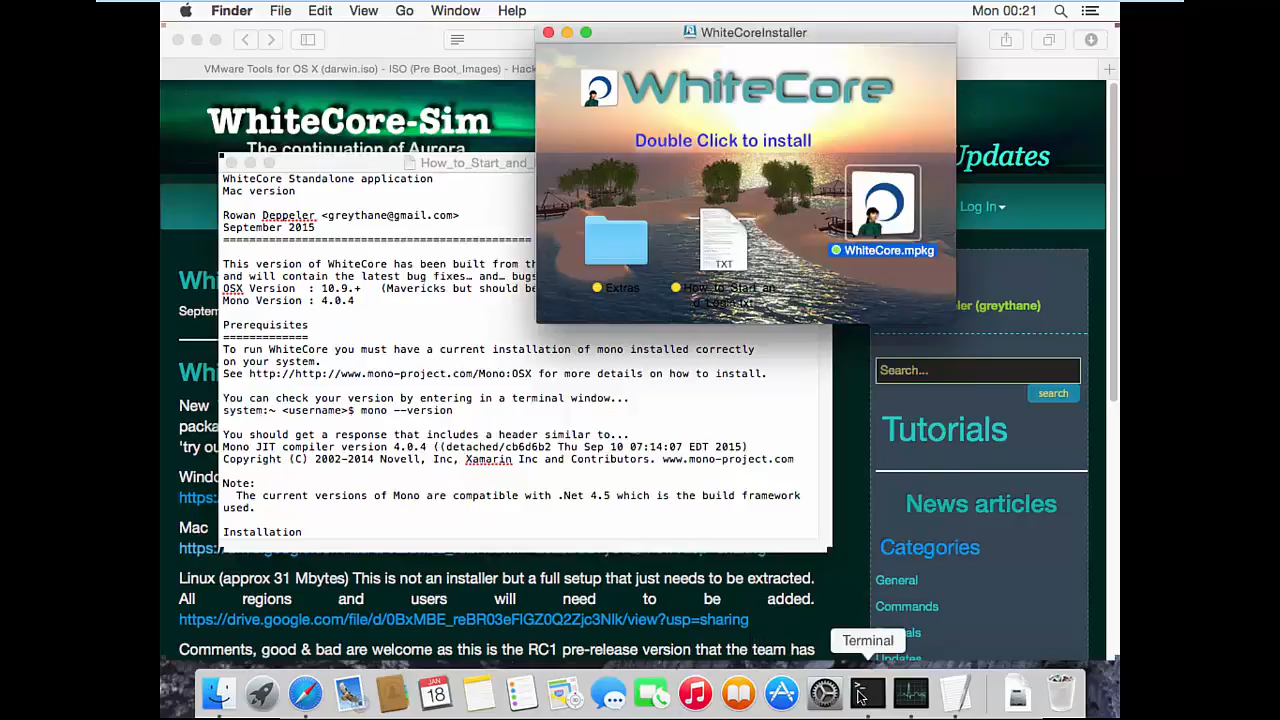 Finder File Edit View Go Window Help Mon 00:21
WhiteCoreInstaller
VMware Tools for OS X (darwin.iso) - ISO (Pre Boot_Images) - Hack
WhiteCore
WhiteCore-Sim
The continuation of Aurora
Double Click to install
Updates
How_to_Start_and_
WhiteCore Standalone application
Mac version
Rowan Deppeler <greythane@gmail.com>
September 2015
==========================================
This version of WhiteCore has been built from th
and will contain the latest bug fixes… and… bugs
OSX Version : 10.9.+ (Mavericks but should be
Mono Version : 4.0.4
Prerequisites
=============
To run WhiteCore you must have a current installation of mono installed correctly
on your system.
See http://http://www.mono-project.com/Mono:OSX for more details on how to install.
You can check your version by entering in a terminal window...
system:~ <username>$ mono --version
You should get a response that includes a header similar to...
Mono JIT compiler version 4.0.4 ((detached/cb6d6b2 Thu Sep 10 07:14:07 EDT 2015)
Copyright (C) 2002-2014 Novell, Inc, Xamarin Inc and Contributors. www.mono-project.com
Note:
The current versions of Mono are compatible with .Net 4.5 which is the build framework
used.
Installation
TXT
WhiteCore.mpkg
Extras
How_to_Start_an
d_Login.txt
Log In
Wh
Septem
Wh
New
packa
'try ou
Windo
https:
Mac
https:
Linux (approx 31 Mbytes) This is not an installer but a full setup that just needs to be extracted.
All regions and users will need to be added.
https://drive.google.com/file/d/0BxMBE_reBR03eFlGZ0Q2Zjc3Nlk/view?usp=sharing
Comments, good & bad are welcome as this is the RC1 pre-release version that the team has
ler (greythane)
Search...
search
Tutorials
News articles
Categories
General
Commands
als
Updates
Terminal
JAN
18